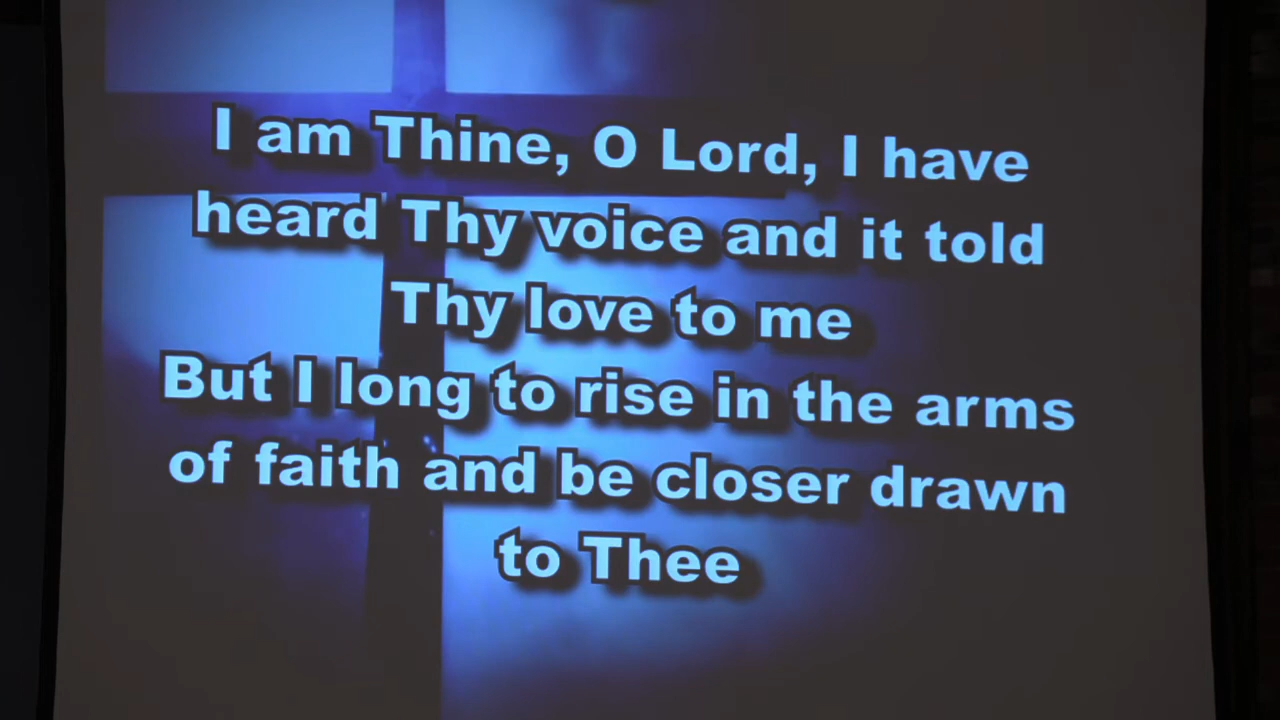 I am Thine, O Lord, I have
heard Thy voice and it told
Thy love to me
But I long to rise in the arms
of faith and be closer drawn
to Thee